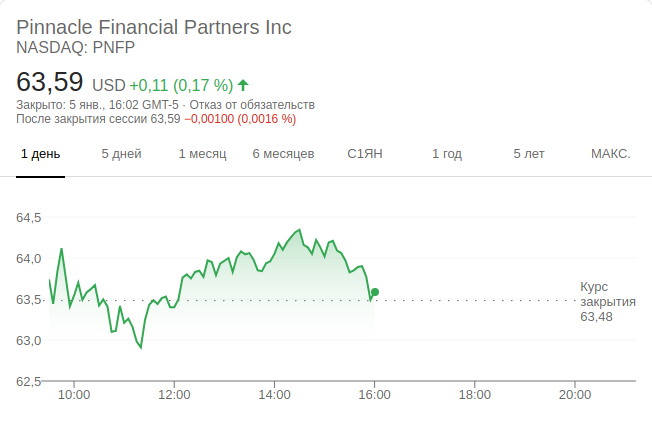 Pinnacle Financial Partners Inc
NASDAQ: PNFP
63,59 USD +0,11 (0,17 %)
Закрыто: 5 янв., 16:02 GMT-5 · Отказ от обязательств
После закрытия сессии 63,59 −0,00100 (0,0016 %)
1 день 5 дней 1 месяц 6 месяцев С1ЯН 1 год 5 лет МАКС.
64,5
64,0
63,5
63,0
62,5
Курс
закрытия
63,48
10:00 12:00 14:00 16:00 18:00 20:00